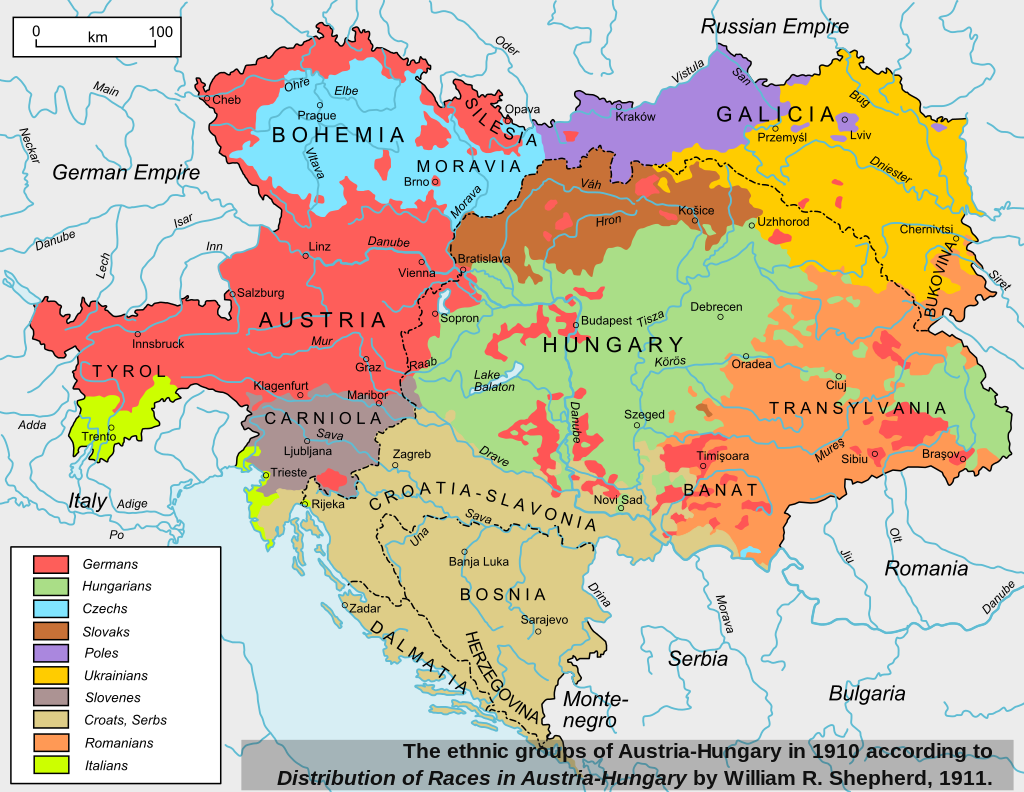 0 100
km
Russian Empire
Oder
Vistula
San
Main
Ohře
Elbe
Bug
Cheb
Prague
SILESIA
Opava
Kraków
GALICIA
BOHEMIA
Przemyśl
Lviv
Neckar
Vltava
MORAVIA
German Empire
Brno
Morava
Váh
Dniester
Hron
Košice
Uzhhorod
Chernivtsi
Isar
Danube
Inn
Linz
Danube
Lech
Vienna
Bratislava
BUKOVINA
Siret
Salzburg
AUSTRIA
Sopron
Budapest
Tisza
Debrecen
Innsbruck
Mur
HUNGARY
Körös
Oradea
TYROL
Graz
Raab
Lake
Balaton
Cluj
Klagenfurt
Maribor
CARNIOLA
Danube
Szeged
TRANSYLVANIA
Adda
Trento
Sava
Ljubljana
Zagreb
Drave
Timişoara
Mureş
Sibiu
Braşov
Trieste
Italy
Adige
Rijeka
CROATIA-SLAVONIA
Novi Sad
BANAT
Po
Sava
Una
Banja Luka
Olt
Jiu
Romania
BOSNIA
Drina
Morava
Danube
Zadar
Sarajevo
DALMATIA
HERZEGOVINA
Serbia
Monte-
negro
Bulgaria
Germans
Hungarians
Czechs
Slovaks
Poles
Ukrainians
Slovenes
Croats, Serbs
Romanians
Italians
The ethnic groups of Austria-Hungary in 1910 according to
Distribution of Races in Austria-Hungary by William R. Shepherd, 1911.